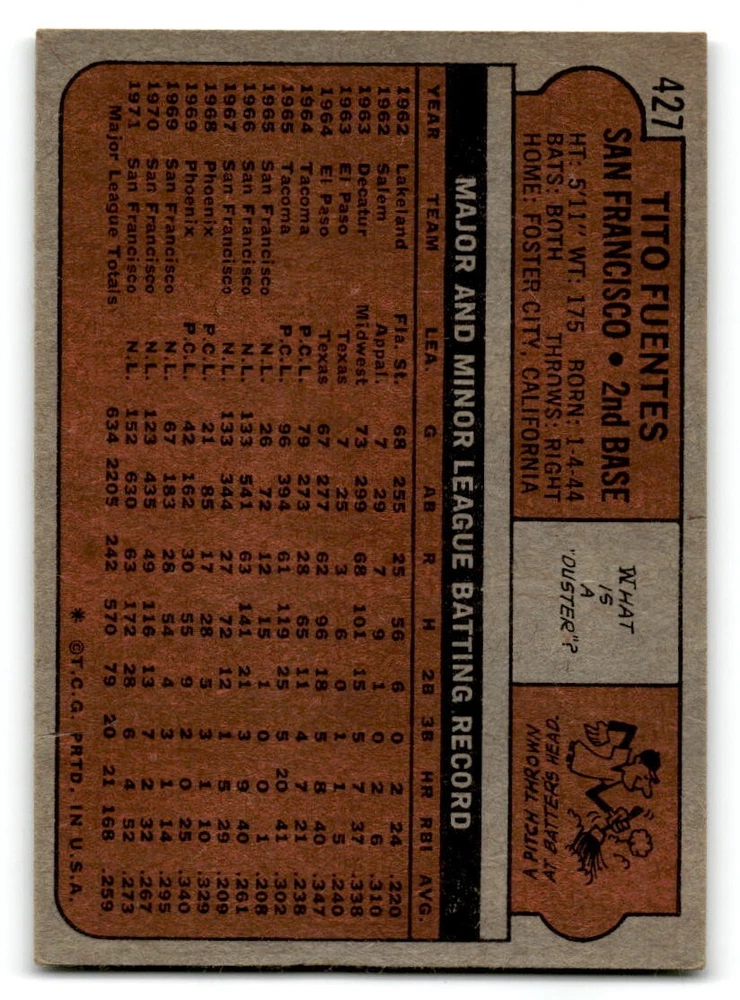 427
TITO FUENTES
SAN FRANCISCO • 2nd BASE
HT: 5'11" WT: 175 BORN: 1-4-44
BATS: BOTH THROWS: RIGHT
HOME: FOSTER CITY, CALIFORNIA
WHAT
IS
A
"DUSTER"?
A PITCH THROWN
AT BATTERS HEAD.
MAJOR AND MINOR LEAGUE BATTING RECORD
YEAR TEAM LEA. G AB R H 2B 3B HR RBI AVG.
1962 Lakeland Fla. St. 68 255 25 56 6 0 2 24 .220
1962 Salem Appal. 7 29 7 9 1 0 2 6 .310
1963 Decatur Midwest 73 299 68 101 15 5 7 37 .338
1963 El Paso Texas 7 25 3 6 0 1 1 5 .240
1964 El Paso Texas 67 277 62 96 18 5 8 40 .347
1964 Tacoma P.C.L. 79 273 28 65 11 4 7 21 .238
1965 Tacoma P.C.L. 96 394 61 119 25 5 20 41 .302
1965 San Francisco N.L. 26 72 12 15 1 0 0 1 .208
1966 San Francisco N.L. 133 541 63 141 21 3 9 40 .261
1967 San Francisco N.L. 133 344 27 72 12 1 5 29 .209
1968 Phoenix P.C.L. 21 85 17 28 5 3 1 10 .329
1969 Phoenix P.C.L. 42 162 30 55 9 2 0 25 .340
1969 San Francisco N.L. 67 183 28 54 4 3 1 14 .295
1970 San Francisco N.L. 123 435 49 116 13 7 2 32 .267
1971 San Francisco N.L. 152 630 63 172 28 6 4 52 .273
Major League Totals 634 2205 242 570 79 20 21 168 .259
* ©T.C.G. PRTD. IN U.S.A.